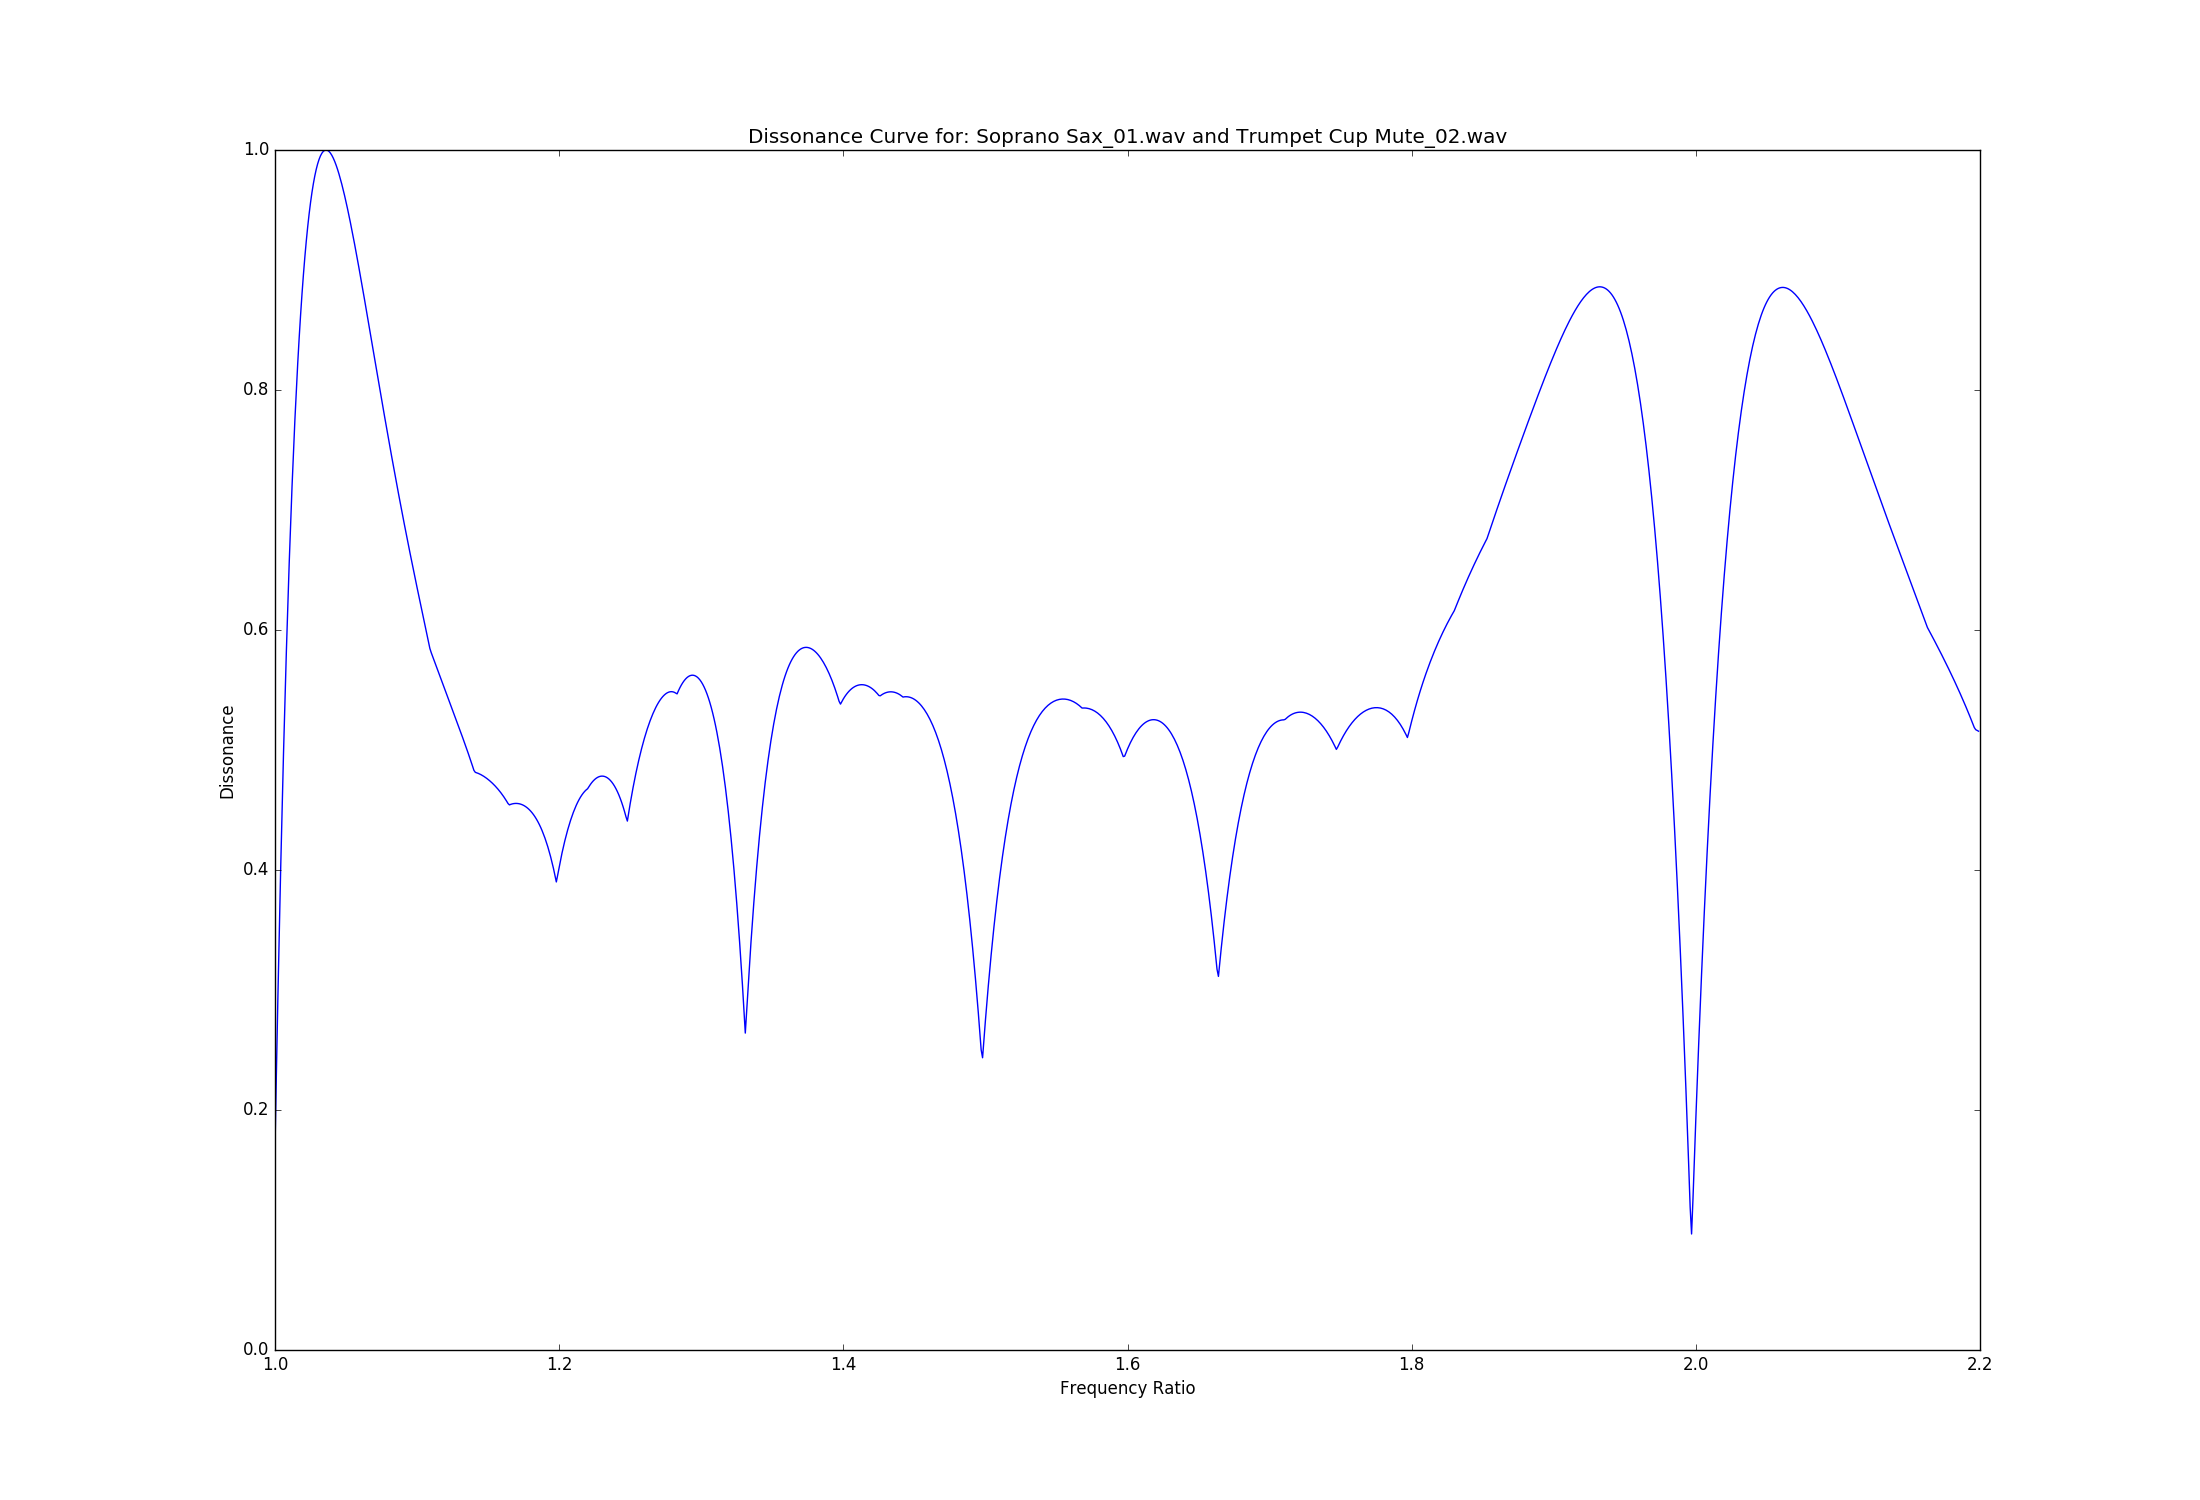 Dissonance Curve for: Soprano Sax_01.wav and Trumpet Cup Mute_02.wav
1.0
0.8
0.6
0.4
0.2
0.0
Dissonance
1.0 1.2 1.4 1.6 1.8 2.0 2.2
Frequency Ratio